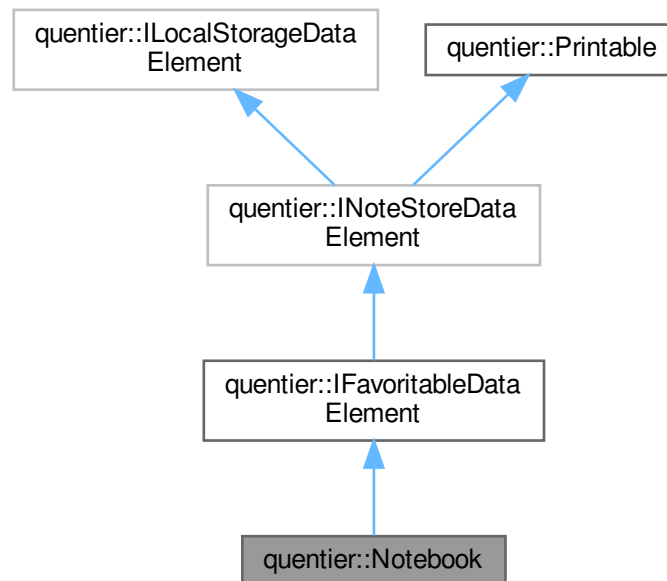 quentier::ILocalStorageData
Element
quentier::Printable
quentier::INoteStoreData
Element
quentier::IFavoritableData
Element
quentier::Notebook